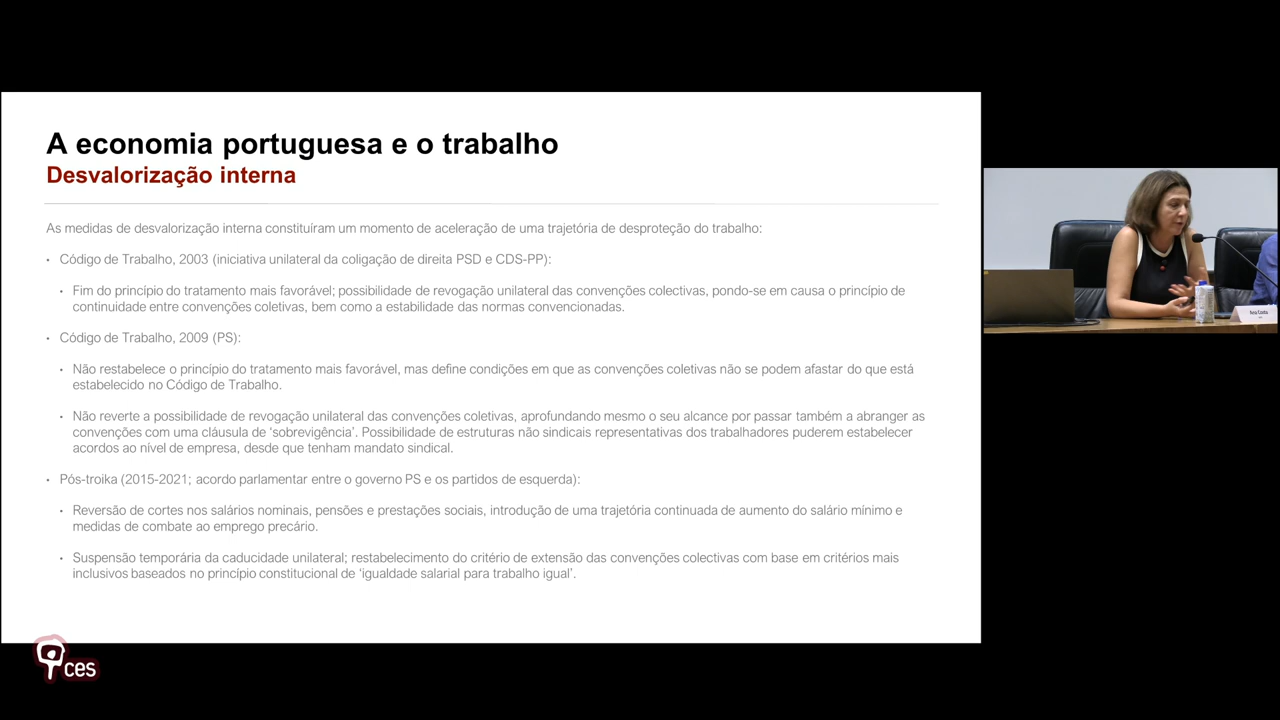 A economia portuguesa e o trabalho
Desvalorização interna
As medidas de desvalorização interna constituíram um momento de aceleração de uma trajetória de desproteção do trabalho:
• Código de Trabalho, 2003 (iniciativa unilateral da coligação de direita PSD e CDS-PP):
• Fim do princípio do tratamento mais favorável; possibilidade de revogação unilateral das convenções colectivas, pondo-se em causa o princípio de
continuidade entre convenções coletivas, bem como a estabilidade das normas convencionadas.
• Código de Trabalho, 2009 (PS):
• Não restabelece o princípio do tratamento mais favorável, mas define condições em que as convenções coletivas não se podem afastar do que está
estabelecido no Código de Trabalho.
• Não reverte a possibilidade de revogação unilateral das convenções coletivas, aprofundando mesmo o seu alcance por passar também a abranger as
convenções com uma cláusula de ‘sobrevigência’. Possibilidade de estruturas não sindicais representativas dos trabalhadores puderem estabelecer
acordos ao nível de empresa, desde que tenham mandato sindical.
• Pós-troika (2015-2021; acordo parlamentar entre o governo PS e os partidos de esquerda):
• Reversão de cortes nos salários nominais, pensões e prestações sociais, introdução de uma trajetória continuada de aumento do salário mínimo e
medidas de combate ao emprego precário.
• Suspensão temporária da caducidade unilateral; restabelecimento do critério de extensão das convenções colectivas com base em critérios mais
inclusivos baseados no princípio constitucional de ‘igualdade salarial para trabalho igual’.
Ana Costa
ces